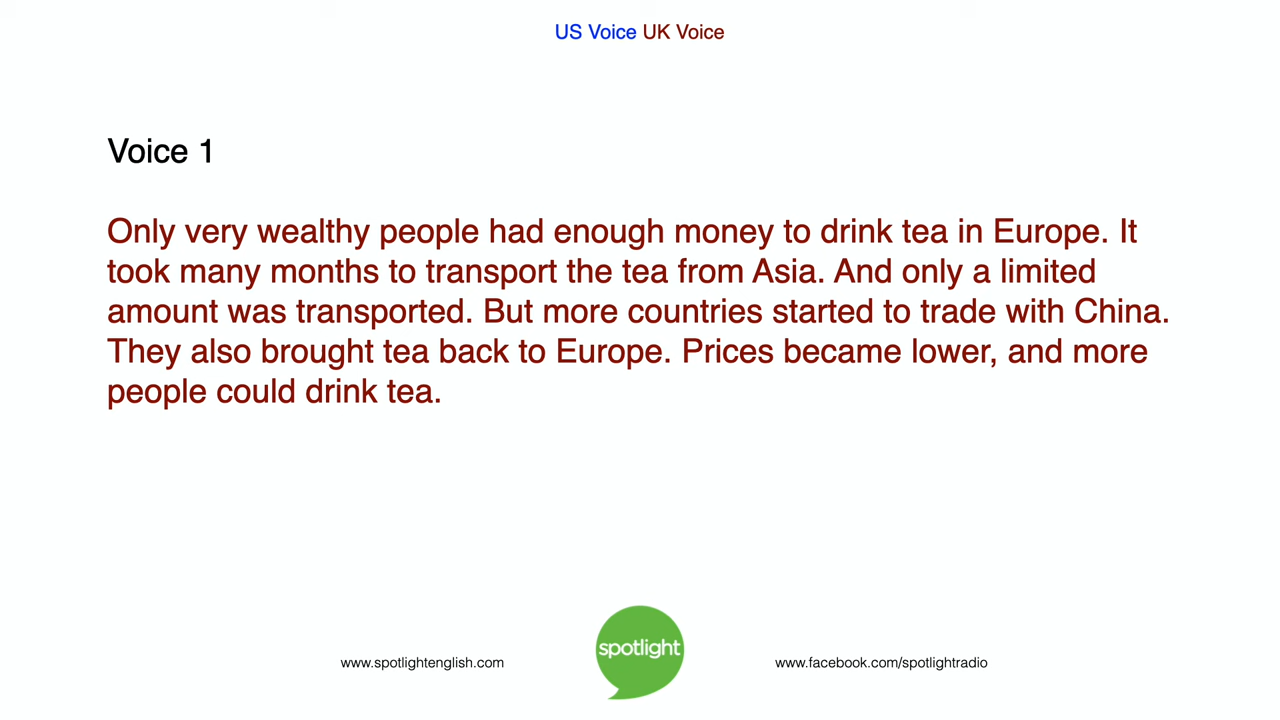 US Voice UK Voice
Voice 1
Only very wealthy people had enough money to drink tea in Europe. It
took many months to transport the tea from Asia. And only a limited
amount was transported. But more countries started to trade with China.
They also brought tea back to Europe. Prices became lower, and more
people could drink tea.
www.spotlightenglish.com
spotlight
www.facebook.com/spotlightradio